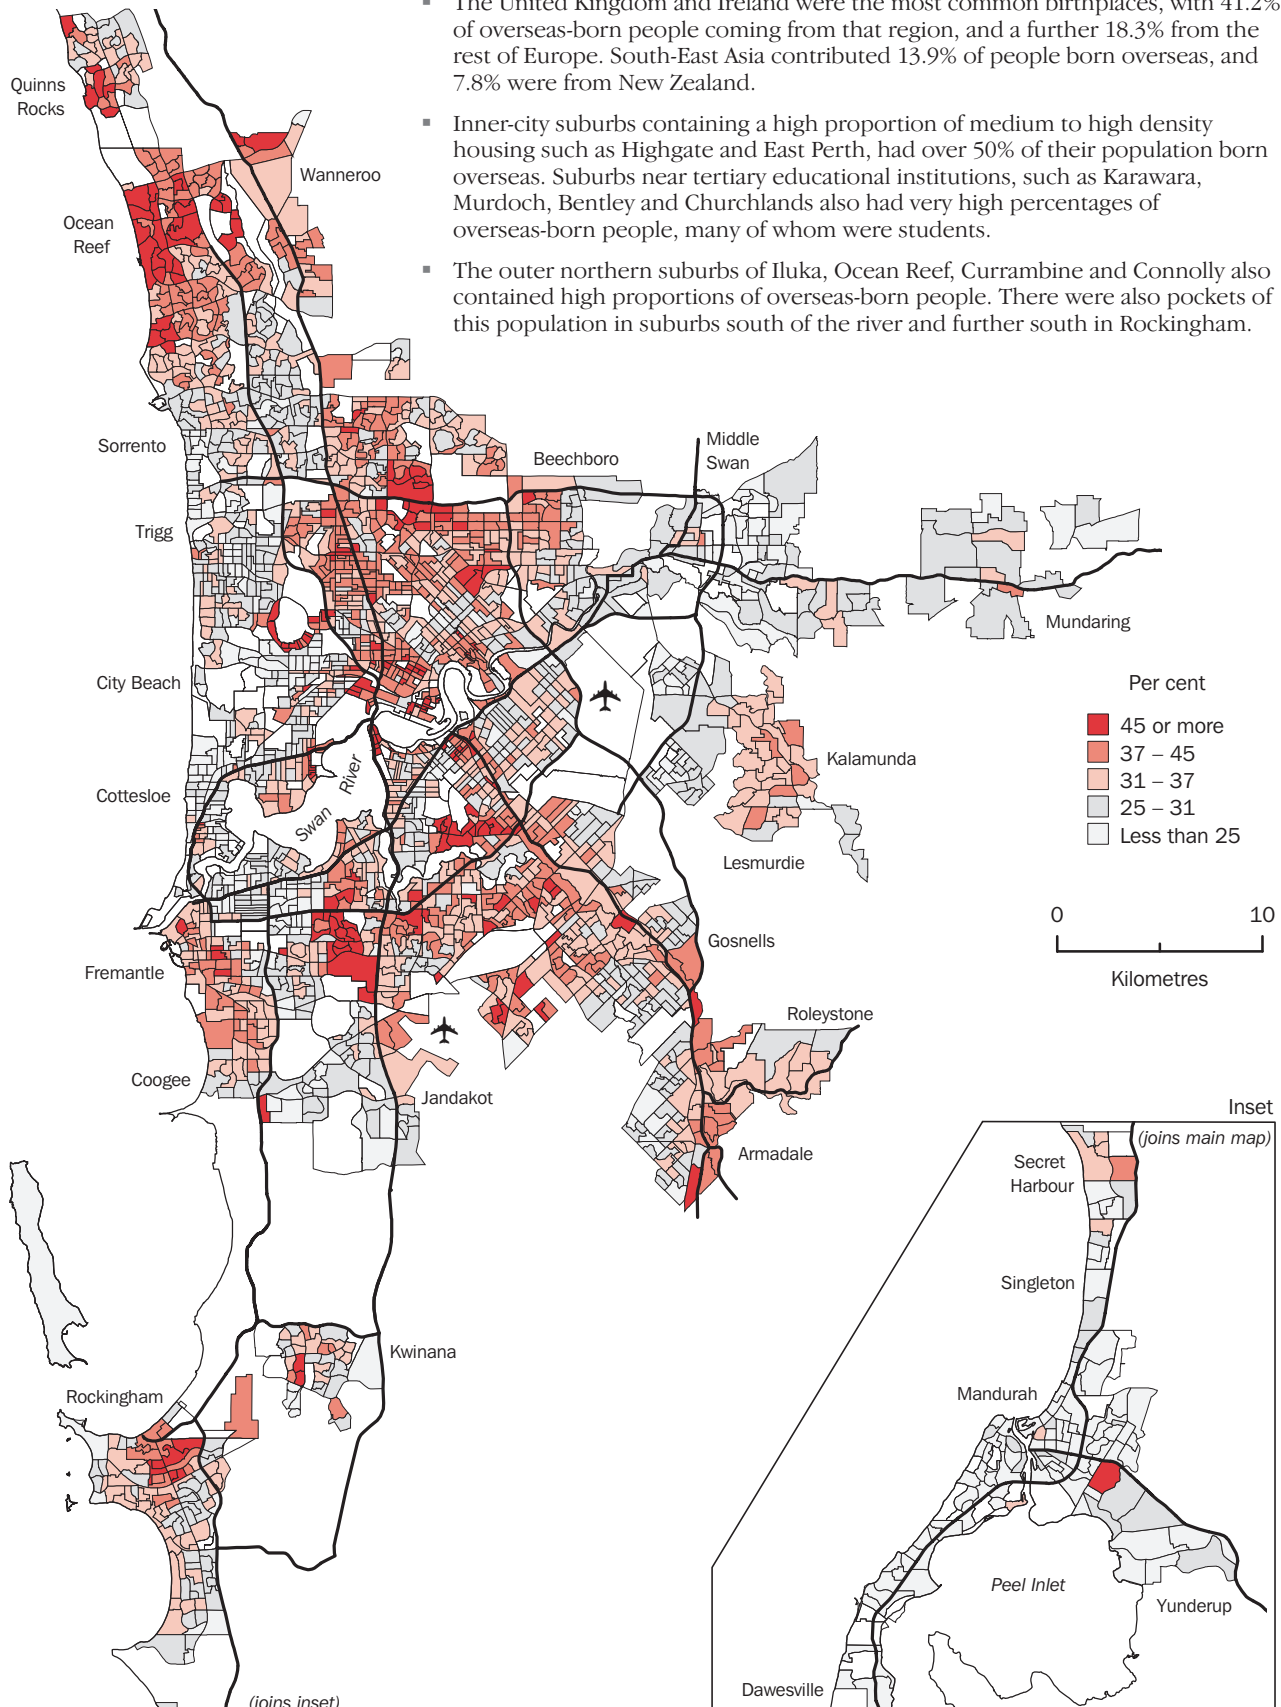 ▪ The United Kingdom and Ireland were the most common birthplaces, with 41.2%
of overseas-born people coming from that region, and a further 18.3% from the
rest of Europe. South-East Asia contributed 13.9% of people born overseas, and
7.8% were from New Zealand.
▪ Inner-city suburbs containing a high proportion of medium to high density
housing such as Highgate and East Perth, had over 50% of their population born
overseas. Suburbs near tertiary educational institutions, such as Karawara,
Murdoch, Bentley and Churchlands also had very high percentages of
overseas-born people, many of whom were students.
▪ The outer northern suburbs of Iluka, Ocean Reef, Currambine and Connolly also
contained high proportions of overseas-born people. There were also pockets of
this population in suburbs south of the river and further south in Rockingham.
Quinns
Rocks
Wanneroo
Ocean
Reef
Sorrento
Beechboro
Middle
Swan
Trigg
Mundaring
City Beach
Per cent
45 or more
37 – 45
31 – 37
25 – 31
Less than 25
Kalamunda
Cottesloe
Swan
River
Lesmurdie
0
10
Kilometres
Gosnells
Fremantle
Roleystone
Coogee
Jandakot
Armadale
Inset
(joins main map)
Secret
Harbour
Singleton
Kwinana
Rockingham
Mandurah
Peel Inlet
Yunderup
Dawesville
(joins inset)